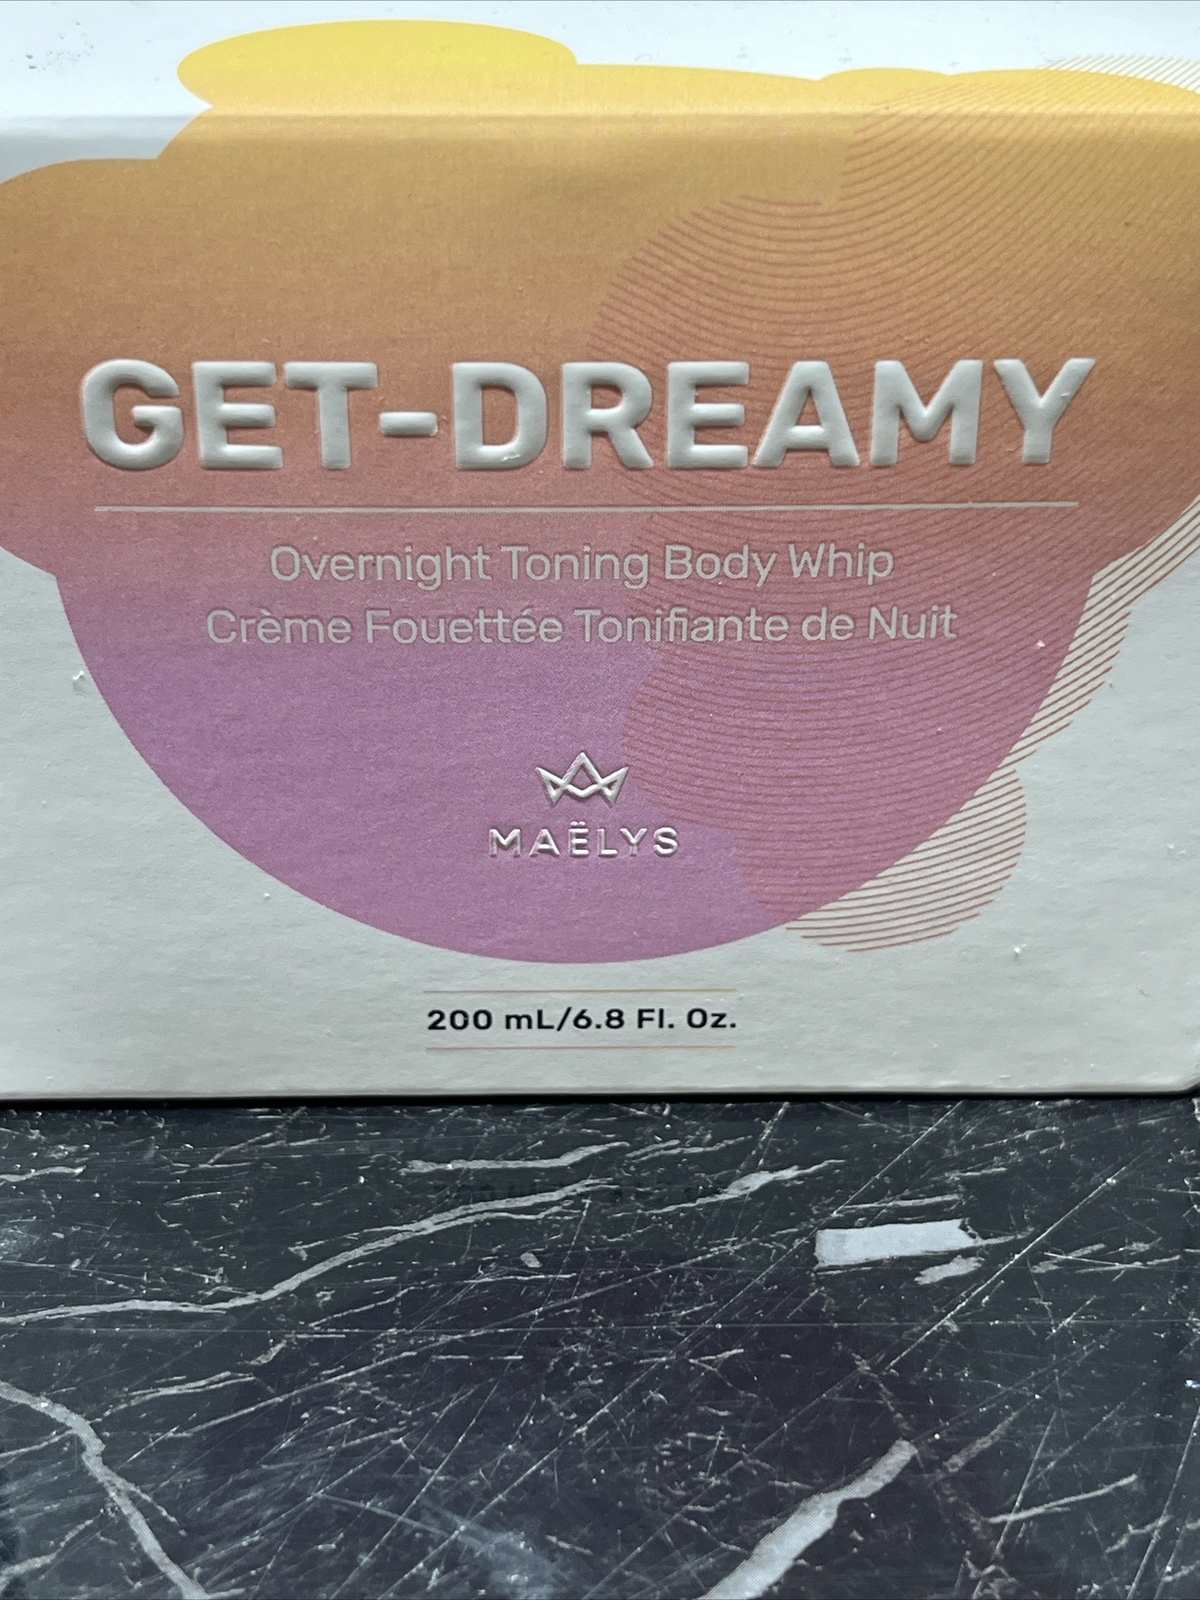 GET-DREAMY
Overnight Toning Body Whip
Crème Fouettée Tonifiante de Nuit
MAËLYS
200 mL/6.8 Fl. Oz.